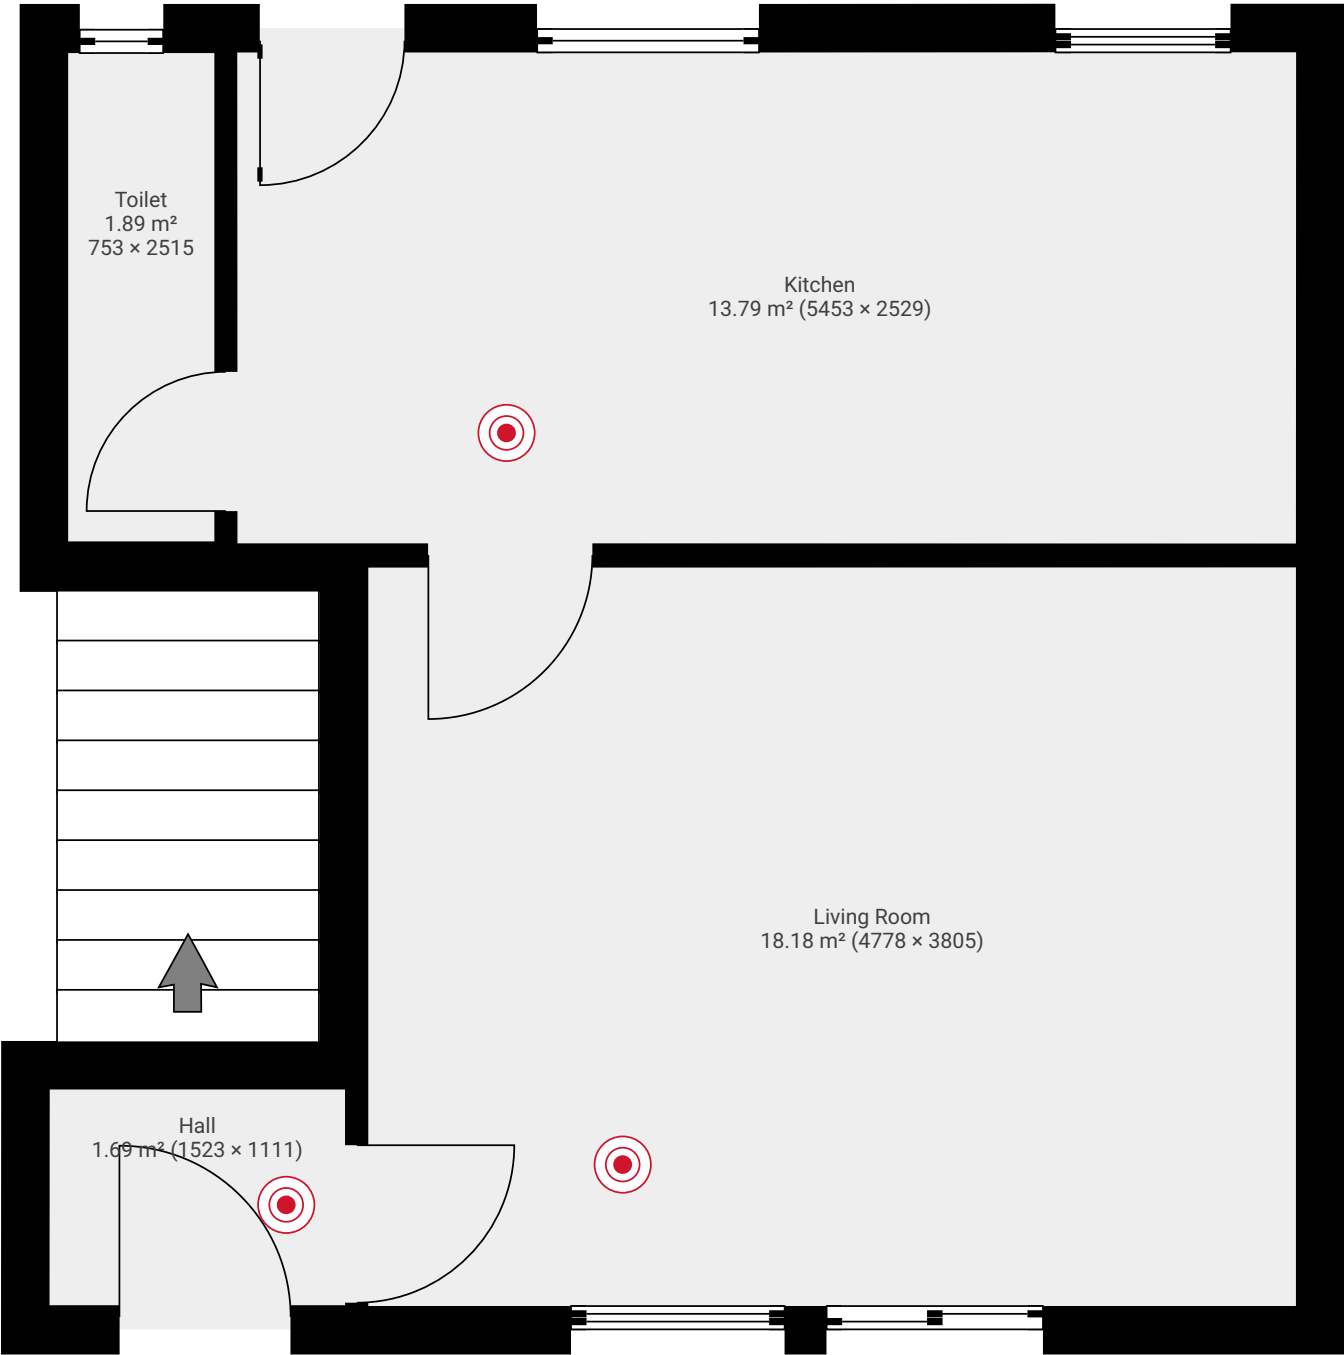 Toilet
1.89 m²
753 × 2515
Kitchen
13.79 m² (5453 × 2529)
Living Room
18.18 m² (4778 × 3805)
Hall
1.69 m² (1523 × 1111)